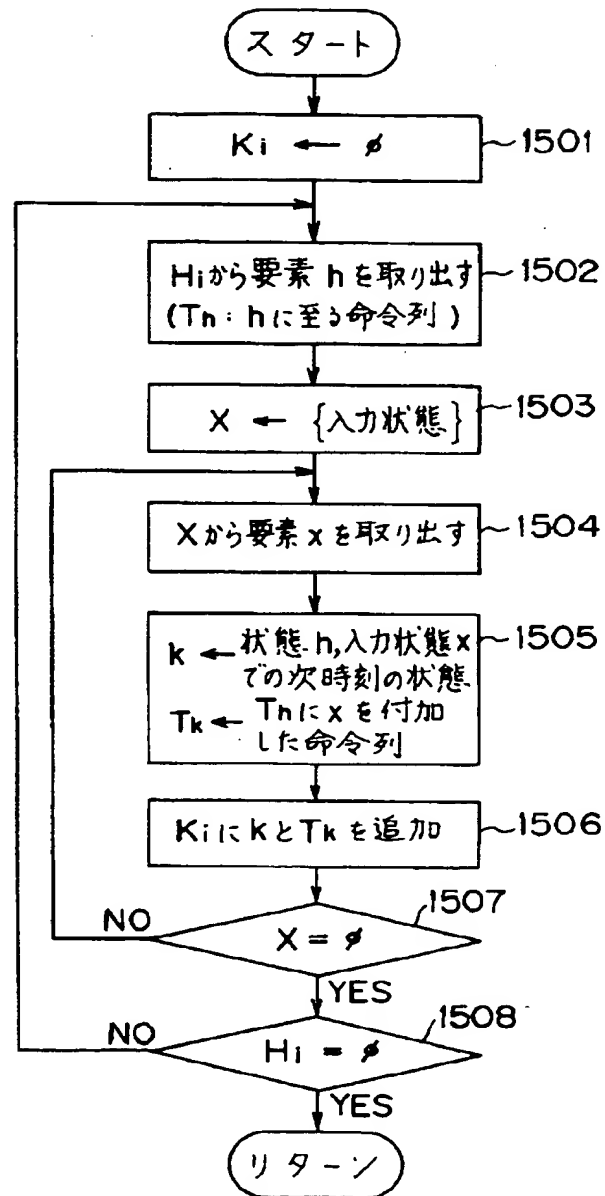 スタート
Ki ← φ
1501
Hiから要素hを取り出す
(Th:hに至る命令列)
1502
X ← {入力状態}
1503
Xから要素xを取り出す
1504
k ← 状態h,入力状態x
での次時刻の状態
Tk ← Thにxを付加
した命令列
1505
KiにkとTkを追加
1506
X = φ
1507
NO
YES
Hi = φ
1508
NO
YES
リターン